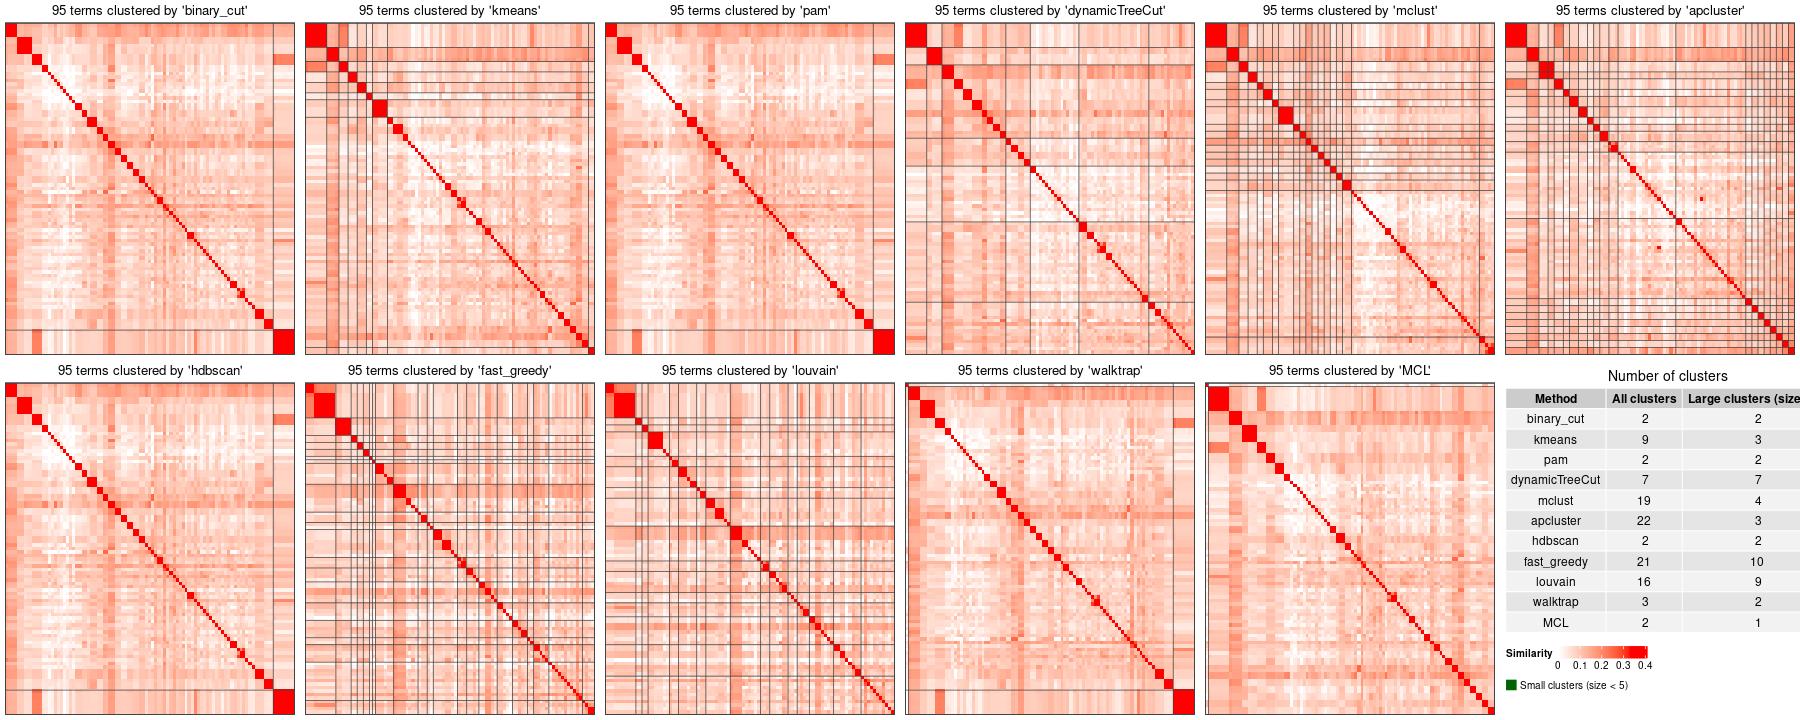 95 terms clustered by 'binary_cut'
95 terms clustered by 'kmeans'
95 terms clustered by 'pam'
95 terms clustered by 'dynamicTreeCut'
95 terms clustered by 'mclust'
95 terms clustered by 'apcluster'
95 terms clustered by 'hdbscan'
95 terms clustered by 'fast_greedy'
95 terms clustered by 'louvain'
95 terms clustered by 'walktrap'
95 terms clustered by 'MCL'
Number of clusters
Method All clusters Large clusters (size
binary_cut 2 2
kmeans 9 3
pam 2 2
dynamicTreeCut 7 7
mclust 19 4
apcluster 22 3
hdbscan 2 2
fast_greedy 21 10
louvain 16 9
walktrap 3 2
MCL 2 1
Similarity
0 0.1 0.2 0.3 0.4
Small clusters (size < 5)